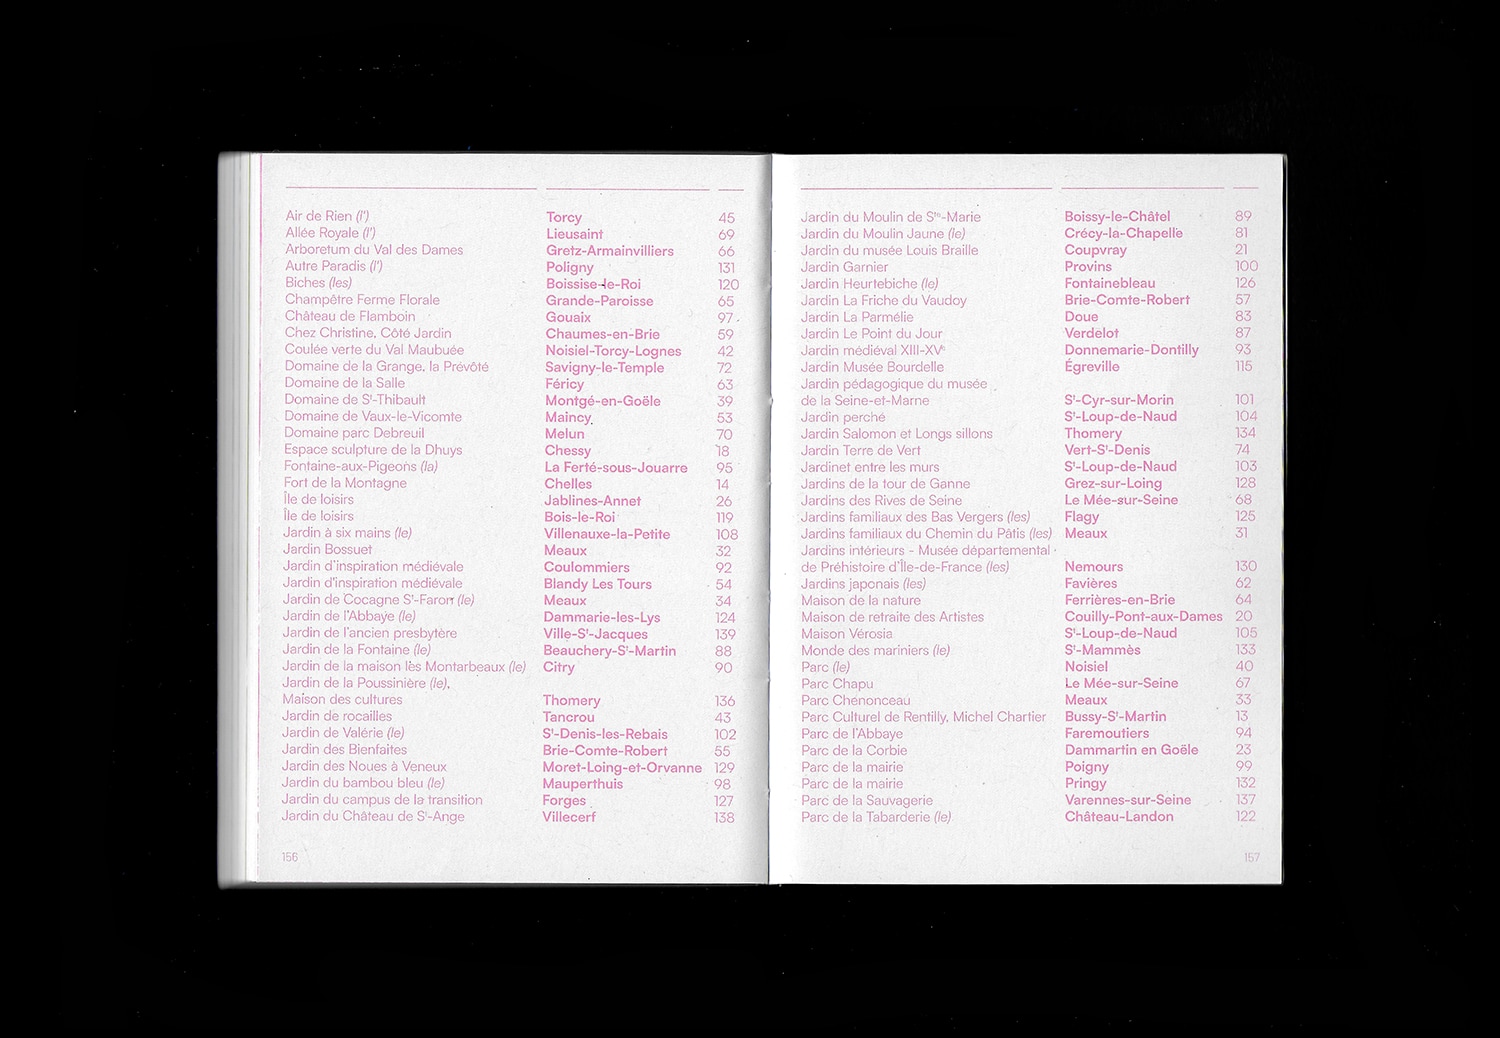 Air de Rien (l') Torcy 45
Allée Royale (l') Lieusaint 69
Arboretum du Val des Dames Gretz-Armainvilliers 66
Autre Paradis (l') Poligny 131
Biches (les) Boissise-le-Roi 120
Champêtre Ferme Florale Grande-Paroisse 65
Château de Flamboin Gouaix 97
Chez Christine, Côté Jardin Chaumes-en-Brie 59
Coulée verte du Val Maubuée Noisiel-Torcy-Lognes 42
Domaine de la Grange, la Prévôté Savigny-le-Temple 72
Domaine de la Salle Féricy 63
Domaine de Sᵗ-Thibault Montgé-en-Goële 39
Domaine de Vaux-le-Vicomte Maincy 53
Domaine parc Debreuil Melun 70
Espace sculpture de la Dhuys Chessy 18
Fontaine-aux-Pigeons (la) La Ferté-sous-Jouarre 95
Fort de la Montagne Chelles 14
Île de loisirs Jablines-Annet 26
Île de loisirs Bois-le-Roi 119
Jardin à six mains (le) Villenauxe-la-Petite 108
Jardin Bossuet Meaux 32
Jardin d'inspiration médiévale Coulommiers 92
Jardin d'inspiration médiévale Blandy Les Tours 54
Jardin de Cocagne Sᵗ-Faron (le) Meaux 34
Jardin de l'Abbaye (le) Dammarie-les-Lys 124
Jardin de l'ancien presbytère Ville-Sᵗ-Jacques 139
Jardin de la Fontaine (le) Beauchery-Sᵗ-Martin 88
Jardin de la maison les Montarbeaux (le) Citry 90
Jardin de la Poussinière (le),
Maison des cultures Thomery 136
Jardin de rocailles Tancrou 43
Jardin de Valérie (le) Sᵗ-Denis-les-Rebais 102
Jardin des Bienfaites Brie-Comte-Robert 55
Jardin des Noues à Veneux Moret-Loing-et-Orvanne 129
Jardin du bambou bleu (le) Mauperthuis 98
Jardin du campus de la transition Forges 127
Jardin du Château de Sᵗ-Ange Villecerf 138
156
Jardin du Moulin de Sᵗᵉ-Marie Boissy-le-Châtel 89
Jardin du Moulin Jaune (le) Crécy-la-Chapelle 81
Jardin du musée Louis Braille Coupvray 21
Jardin Garnier Provins 100
Jardin Heurtebiche (le) Fontainebleau 126
Jardin La Friche du Vaudoy Brie-Comte-Robert 57
Jardin La Parmélie Doue 83
Jardin Le Point du Jour Verdelot 87
Jardin médiéval XIII-XVᵉ Donnemarie-Dontilly 93
Jardin Musée Bourdelle Égreville 115
Jardin pédagogique du musée
de la Seine-et-Marne Sᵗ-Cyr-sur-Morin 101
Jardin perché Sᵗ-Loup-de-Naud 104
Jardin Salomon et Longs sillons Thomery 134
Jardin Terre de Vert Vert-Sᵗ-Denis 74
Jardinet entre les murs Sᵗ-Loup-de-Naud 103
Jardins de la tour de Ganne Grez-sur-Loing 128
Jardins des Rives de Seine Le Mée-sur-Seine 68
Jardins familiaux des Bas Vergers (les) Flagy 125
Jardins familiaux du Chemin du Pâtis (les) Meaux 31
Jardins intérieurs - Musée départemental
de Préhistoire d'Île-de-France (les) Nemours 130
Jardins japonais (les) Favières 62
Maison de la nature Ferrières-en-Brie 64
Maison de retraite des Artistes Couilly-Pont-aux-Dames 20
Maison Vérosia Sᵗ-Loup-de-Naud 105
Monde des mariniers (le) Sᵗ-Mammès 133
Parc (le) Noisiel 40
Parc Chapu Le Mée-sur-Seine 67
Parc Chenonceau Meaux 33
Parc Culturel de Rentilly, Michel Chartier Bussy-Sᵗ-Martin 13
Parc de l'Abbaye Faremoutiers 94
Parc de la Corbie Dammartin en Goële 23
Parc de la mairie Poigny 99
Parc de la mairie Pringy 132
Parc de la Sauvagerie Varennes-sur-Seine 137
Parc de la Tabarderie (le) Château-Landon 122
157